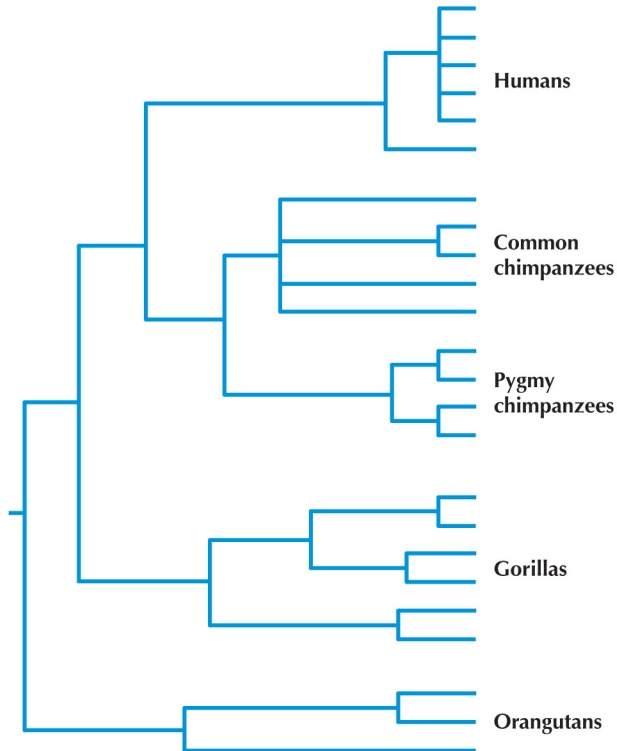 Humans
Common
chimpanzees
Pygmy
chimpanzees
Gorillas
Orangutans